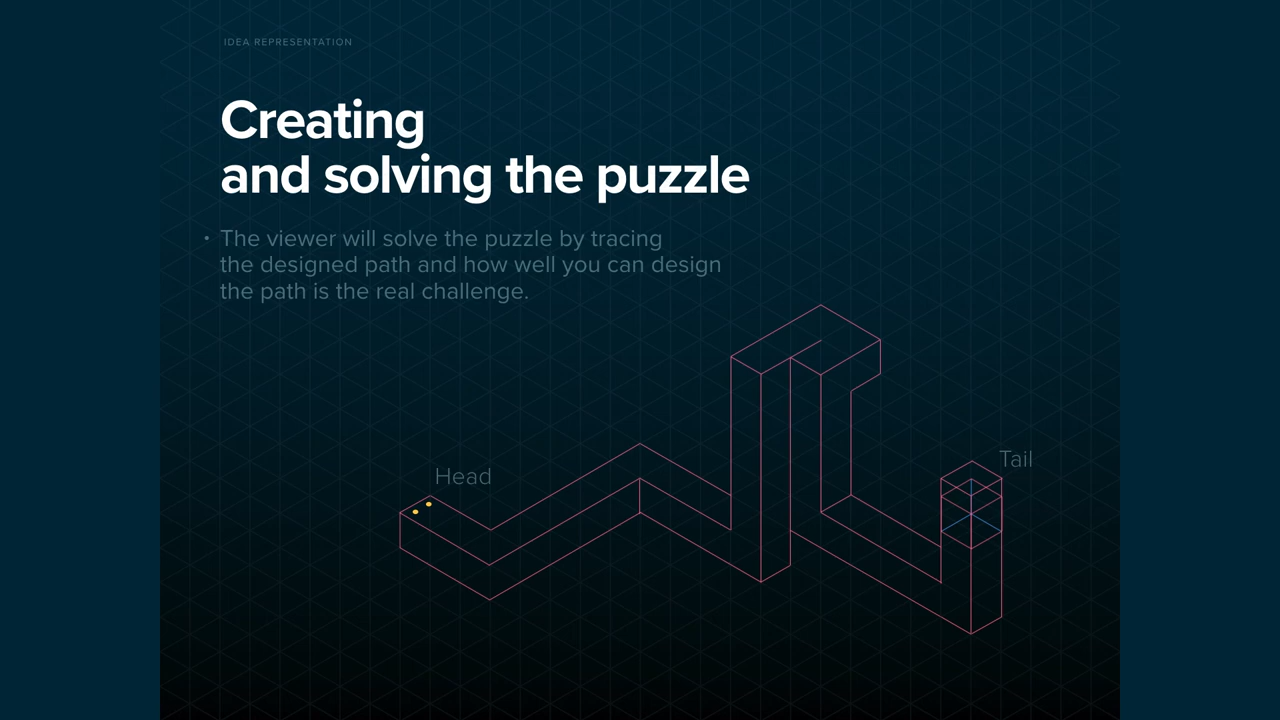 IDEA REPRESENTATION
Creating
and solving the puzzle
• The viewer will solve the puzzle by tracing
the designed path and how well you can design
the path is the real challenge.
Tail
Head